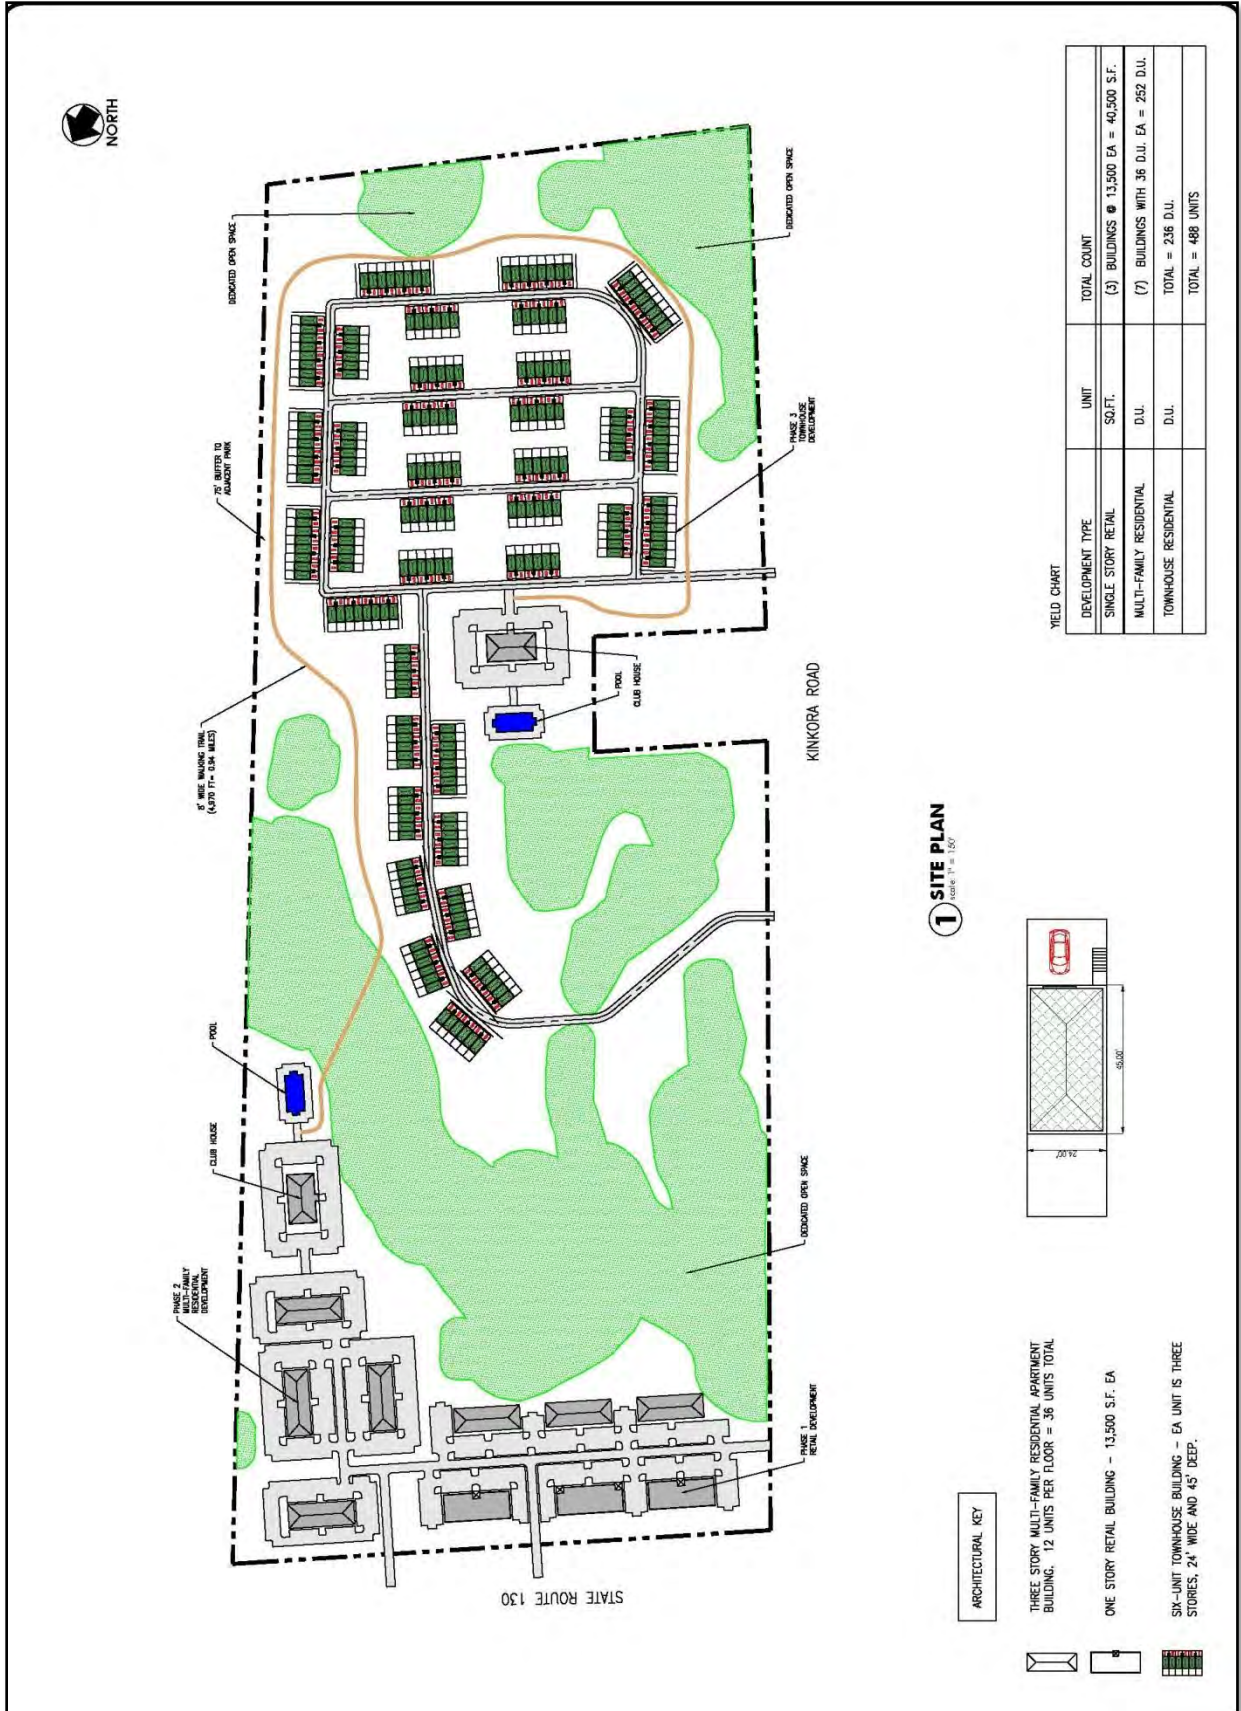 NORTH
DEDICATED OPEN SPACE
75' BUFFER TO
ADJACENT PARK
8' WIDE WALKING TRAIL
(4,970 FT= 0.94 MILES)
POOL
CLUB HOUSE
PHASE 2
MULTI-FAMILY
RESIDENTIAL
DEVELOPMENT
DEDICATED OPEN SPACE
PHASE 3
TOWNHOUSE
DEVELOPMENT
POOL
CLUB HOUSE
DEDICATED OPEN SPACE
PHASE 1
RETAIL DEVELOPMENT
KINKORA ROAD
STATE ROUTE 130
1 SITE PLAN
scale: 1" = 150'
YIELD CHART
DEVELOPMENT TYPE UNIT TOTAL COUNT
SINGLE STORY RETAIL SQ.FT. (3) BUILDINGS @ 13,500 EA = 40,500 S.F.
MULTI-FAMILY RESIDENTIAL D.U. (7) BUILDINGS WITH 36 D.U. EA = 252 D.U.
TOWNHOUSE RESIDENTIAL D.U. TOTAL = 236 D.U.
TOTAL = 488 UNITS
24.00'
45.00'
ARCHITECTURAL KEY
THREE STORY MULTI-FAMILY RESIDENTIAL APARTMENT
BUILDING. 12 UNITS PER FLOOR = 36 UNITS TOTAL
ONE STORY RETAIL BUILDING - 13,500 S.F. EA
SIX-UNIT TOWNHOUSE BUILDING - EA UNIT IS THREE
STORIES, 24' WIDE AND 45' DEEP.